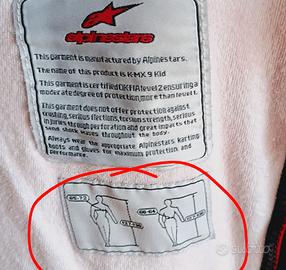 alpinestars
This garment is manufactured by Alpinestars.
The name of this product is K-MX 9 Kid
This garment is certified CIK FIA level 2 ensuring a
moderate degree of protection, more than level 1.
This garment does not offer protection against
crushing, serious flections, torsion strength, serious
injuries through perforation and great impacts that
send shock waves throughout the body.
Always wear the appropriate Alpinestars karting
boots and gloves for maximum protection and
performance.
subito